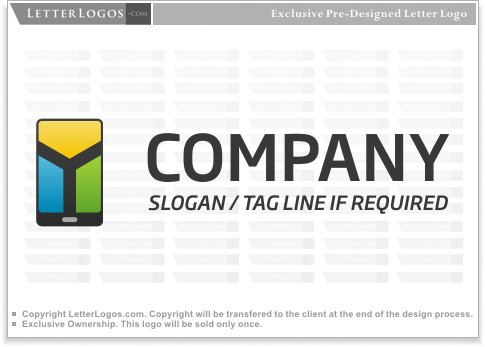 LETTERLOGOS .COM
Exclusive Pre-Designed Letter Logo
COMPANY
SLOGAN / TAG LINE IF REQUIRED
Copyright LetterLogos.com. Copyright will be transfered to the client at the end of the design process.
Exclusive Ownership. This logo will be sold only once.